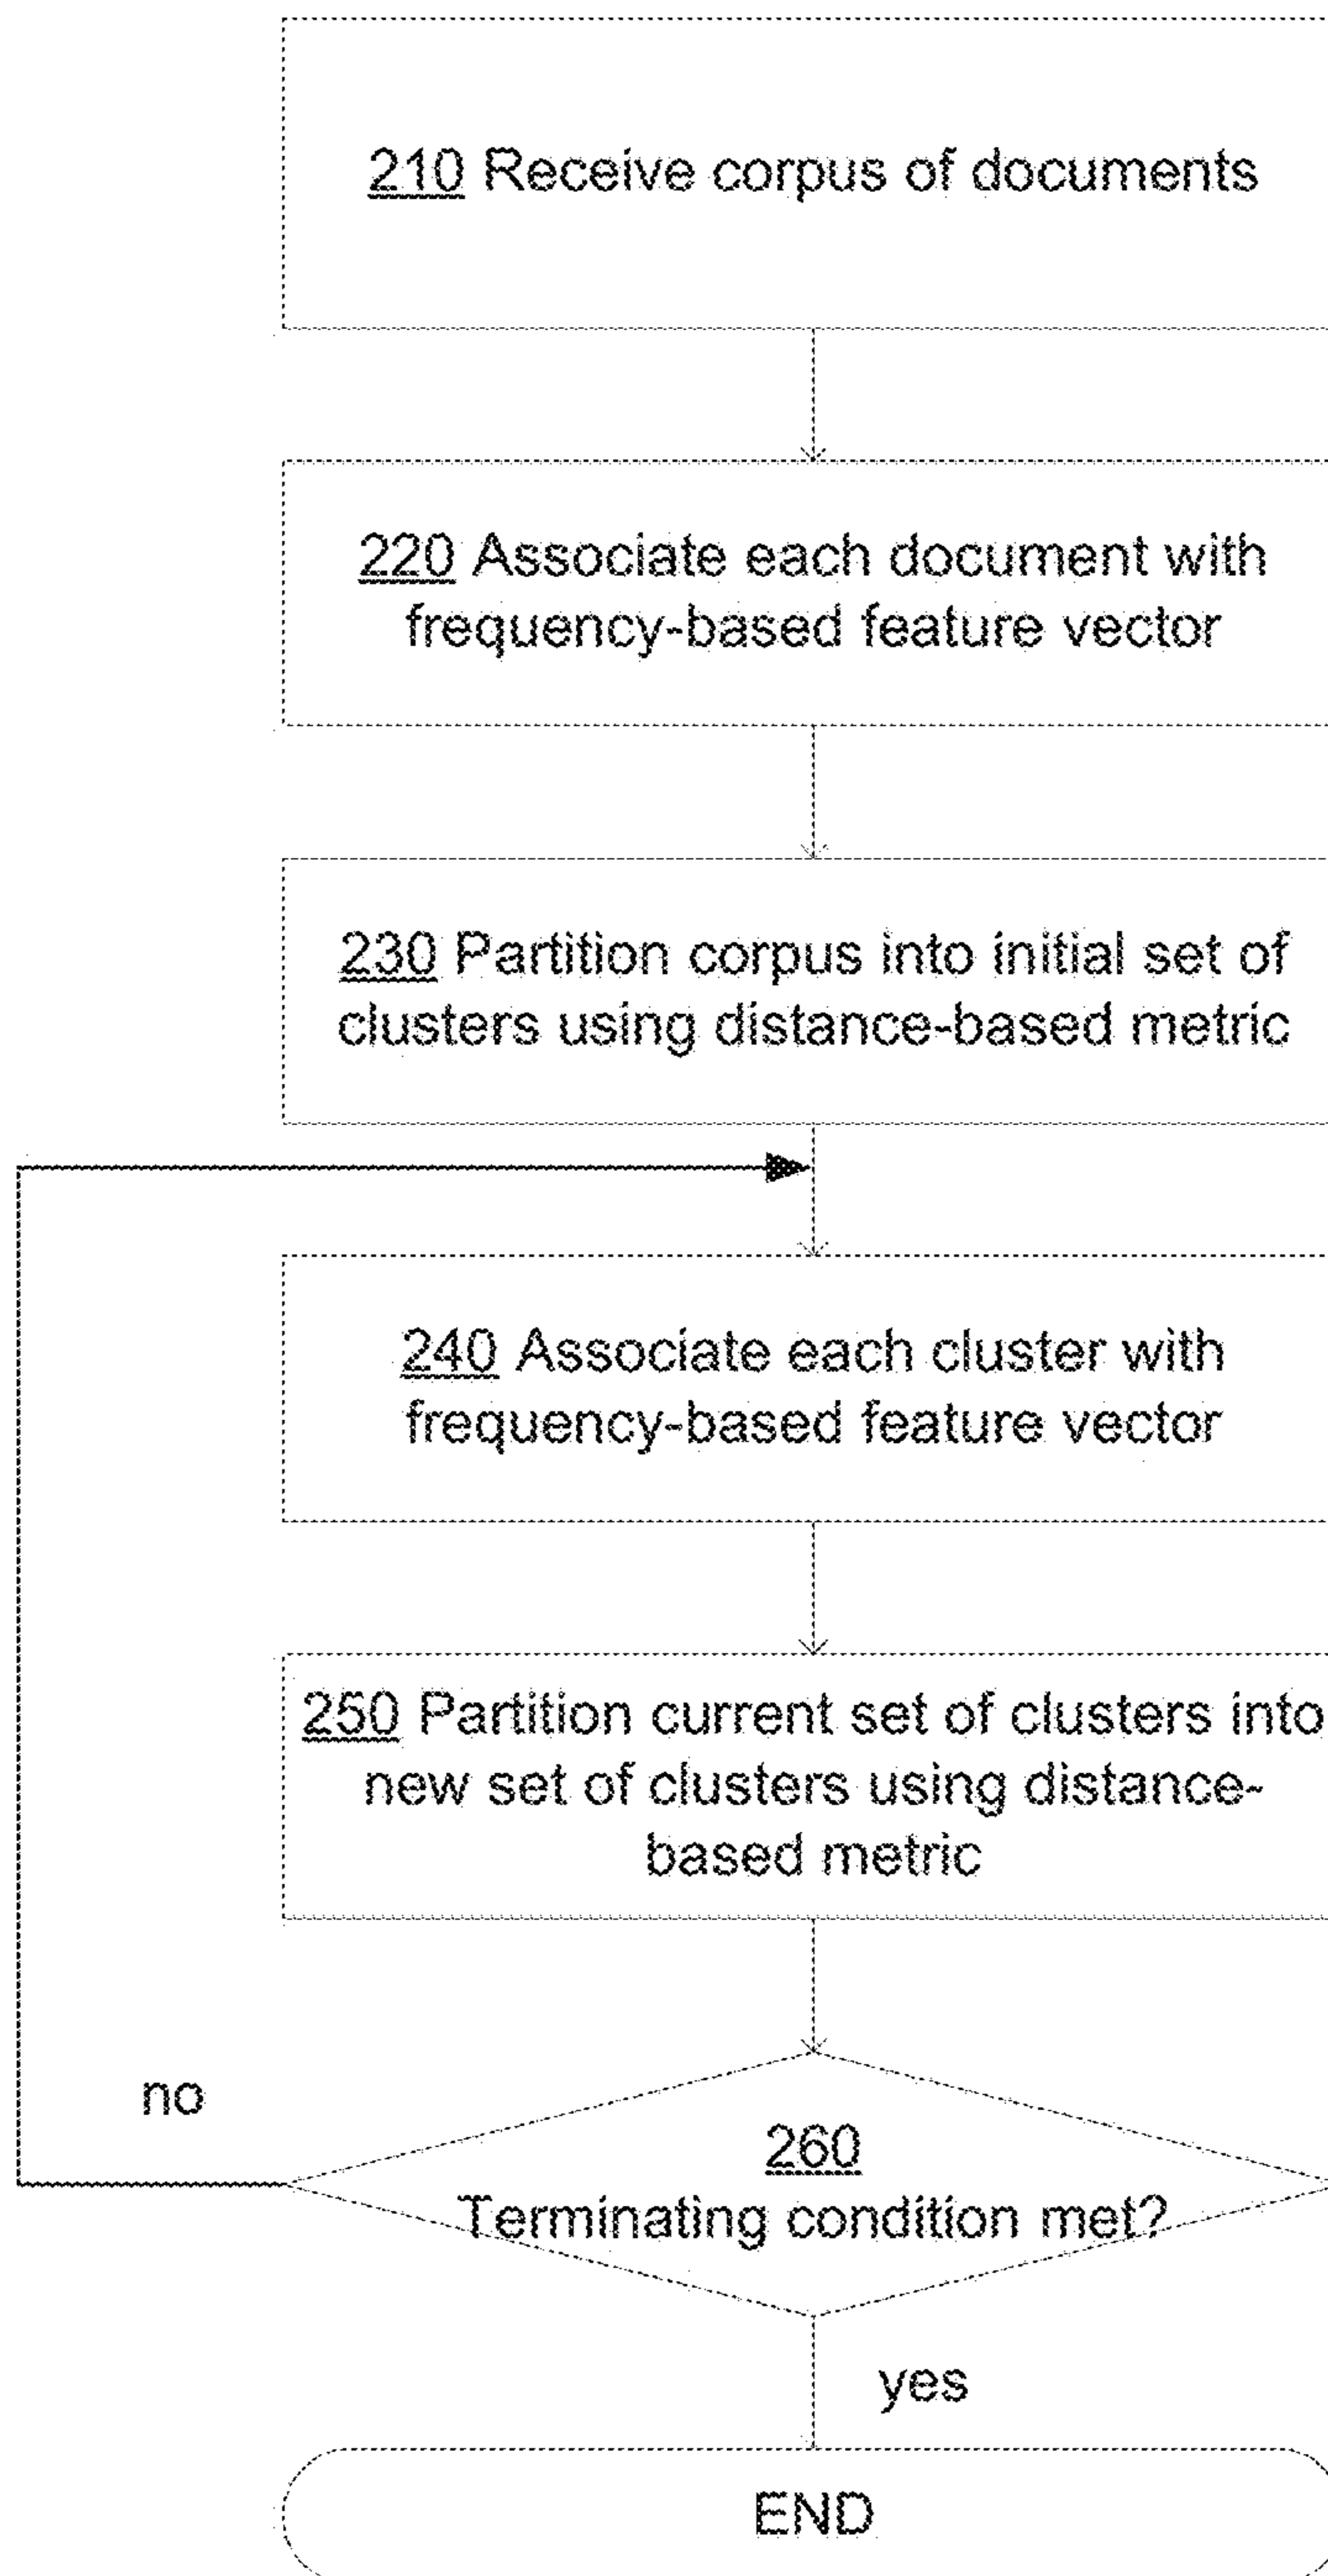 210 Receive corpus of documents
220 Associate each document with
frequency-based feature vector
230 Partition corpus into initial set of
clusters using distance-based metric
240 Associate each cluster with
frequency-based feature vector
250 Partition current set of clusters into
new set of clusters using distance-
based metric
no
260
Terminating condition met?
yes
END